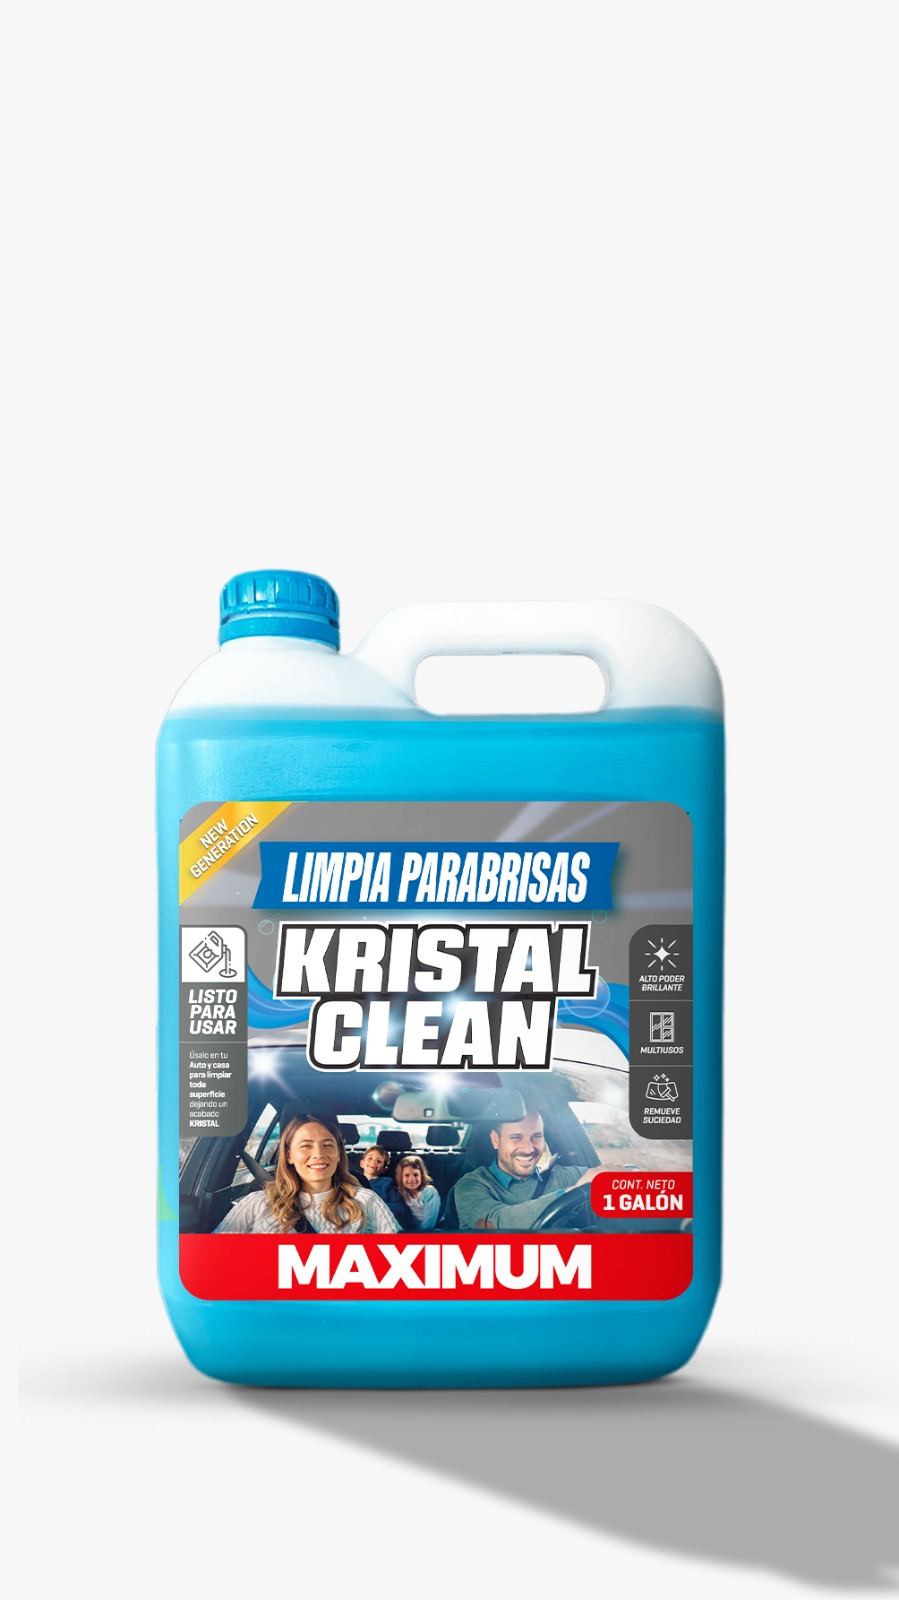 NEW
GENERATION
LIMPIA PARABRISAS
KRISTAL
CLEAN
LISTO
PARA
USAR
Úsalo en tu
Auto y casa
para limpiar
toda
superficie
dejando un
acabado
KRISTAL
ALTO PODER
BRILLANTE
MULTIUSOS
REMUEVE
SUCIEDAD
CONT. NETO
1 GALÓN
MAXIMUM